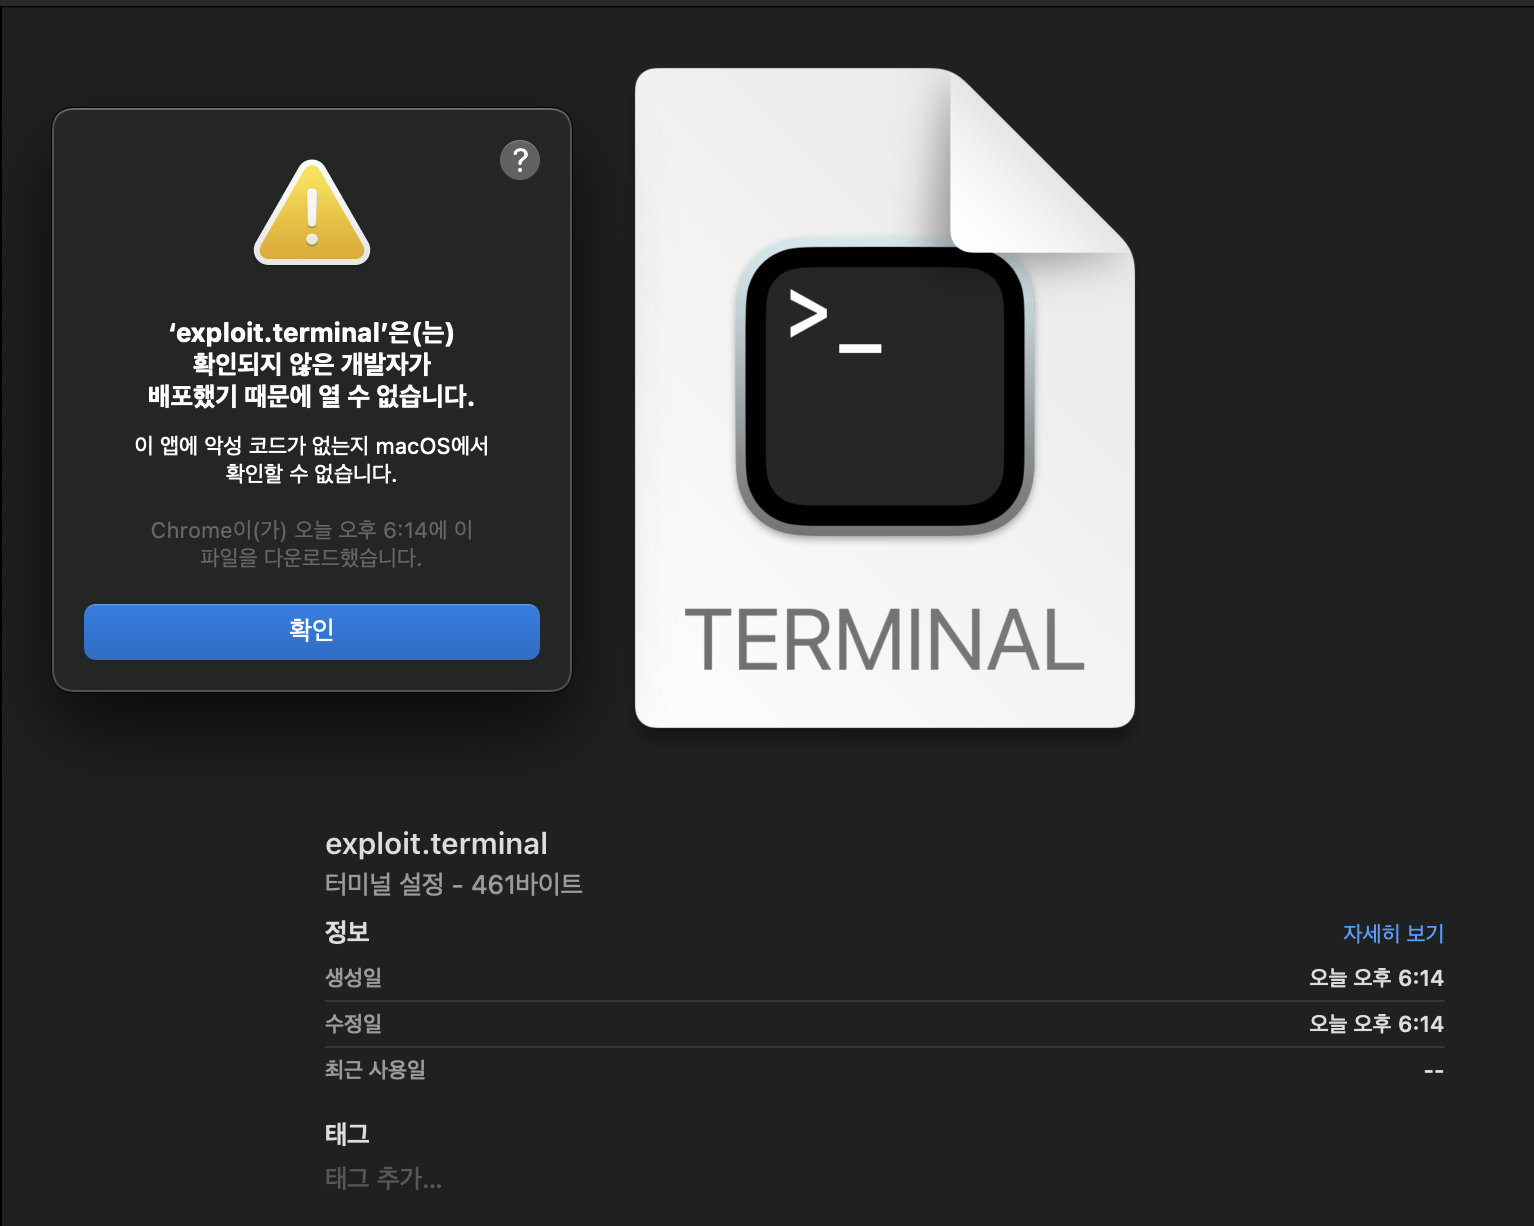 ?
‘exploit.terminal’은(는)
확인되지 않은 개발자가
배포했기 때문에 열 수 없습니다.
이 앱에 악성 코드가 없는지 macOS에서
확인할 수 없습니다.
Chrome이(가) 오늘 오후 6:14에 이
파일을 다운로드했습니다.
확인
>_
TERMINAL
exploit.terminal
터미널 설정 - 461바이트
정보 자세히 보기
생성일 오늘 오후 6:14
수정일 오늘 오후 6:14
최근 사용일 --
태그
태그 추가...